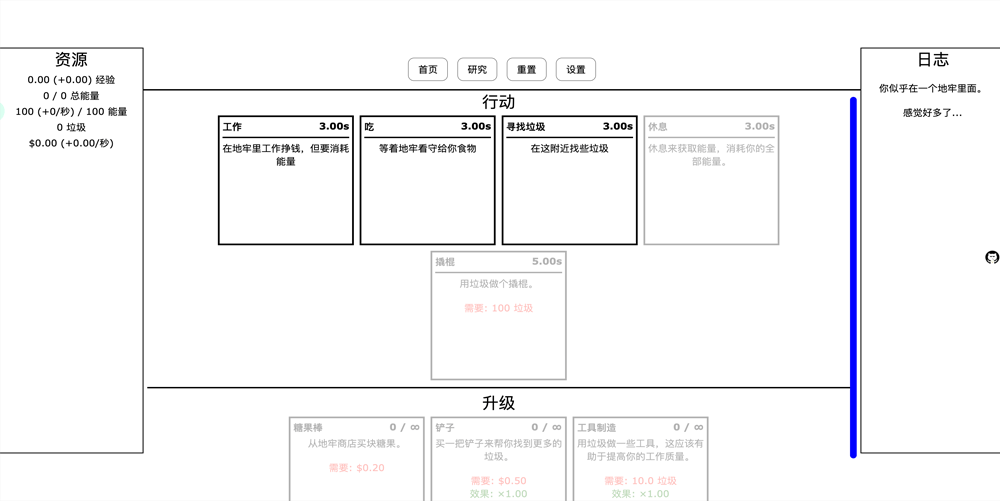 资源
0.00 (+0.00) 经验
0 / 0 总能量
100 (+0/秒) / 100 能量
0 垃圾
$0.00 (+0.00/秒)
首页
研究
重置
设置
行动
工作 3.00s
在地牢里工作挣钱，但要消耗
能量
吃 3.00s
等着地牢看守给你食物
寻找垃圾 3.00s
在这附近找些垃圾
休息 3.00s
休息来获取能量，消耗你的全
部能量。
撬棍 5.00s
用垃圾做个撬棍。
需要: 100 垃圾
升级
糖果棒 0 / ∞
从地牢商店买块糖果。
需要: $0.20
铲子 0 / ∞
买一把铲子来帮你找到更多的
垃圾。
需要: $0.50
效果: ×1.00
工具制造 0 / ∞
用垃圾做一些工具，这应该有
助于提高你的工作质量。
需要: 10.0 垃圾
效果: ×1.00
日志
你似乎在一个地牢里面。
感觉好多了...